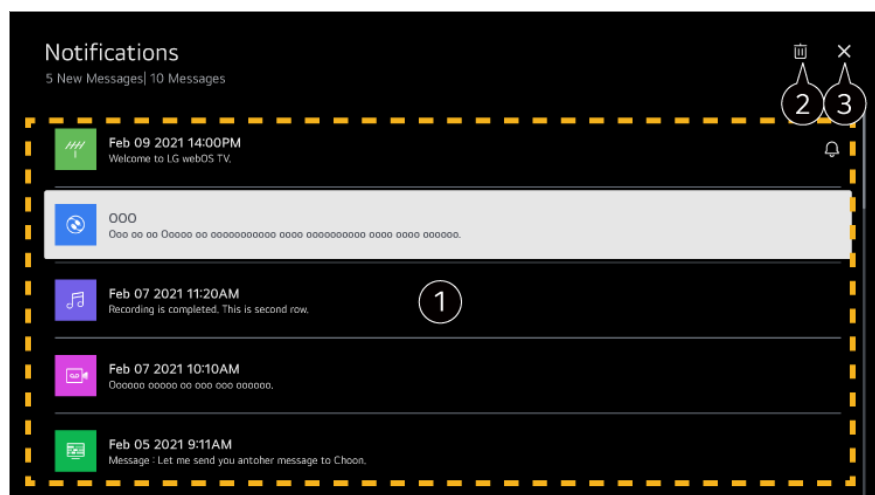 Notifications
5 New Messages| 10 Messages
2
3
Feb 09 2021 14:00PM
Welcome to LG webOS TV.
OOO
Ooo oo oo Ooooo oo ooooooooooo oooo oooooooooo oooo oooo oooooo.
Feb 07 2021 11:20AM
Recording is completed. This is second row.
1
Feb 07 2021 10:10AM
Oooooo ooooo oo ooo ooo oooooo.
Feb 05 2021 9:11AM
Message : Let me send you antoher message to Choon.